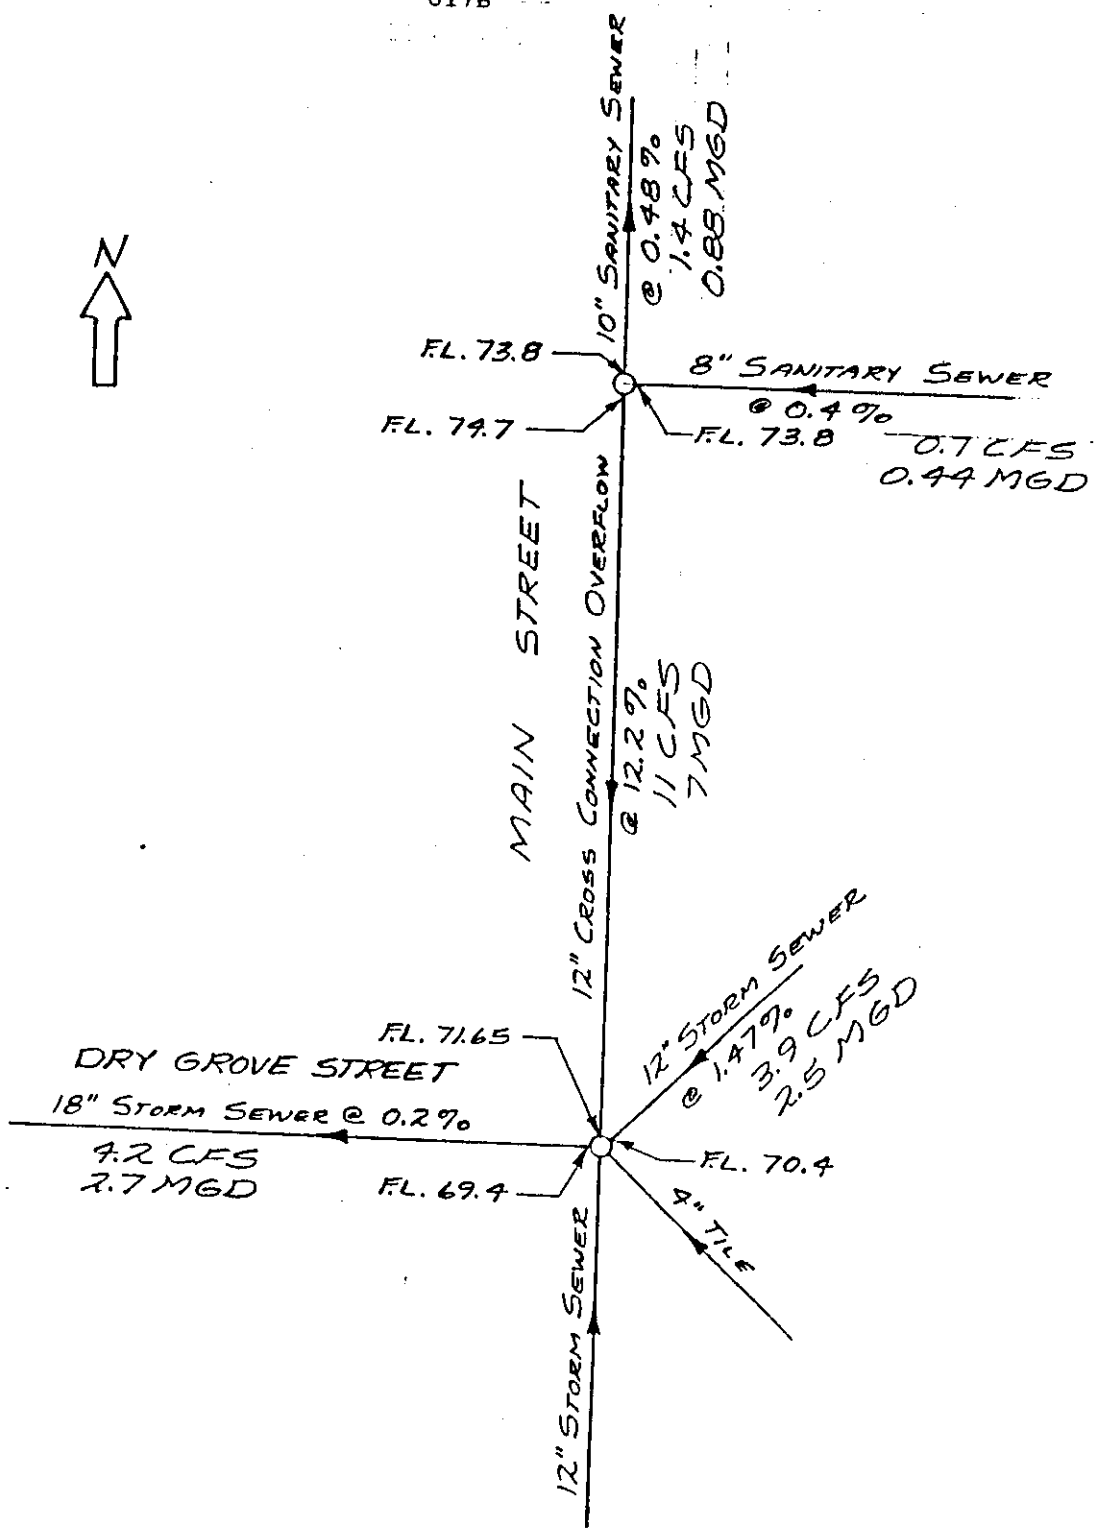 10" SANITARY SEWER
@ 0.48%
1.4 CFS
0.88 MGD
N
F.L. 73.8
8" SANITARY SEWER
@ 0.4%
F.L. 74.7
F.L. 73.8
0.7 CFS
0.44 MGD
MAIN STREET
12" CROSS CONNECTION OVERFLOW
@ 12.2%
11 CFS
7 MGD
12" STORM SEWER
@ 1.47%
3.9 CFS
2.5 MGD
F.L. 71.65
DRY GROVE STREET
18" STORM SEWER @ 0.2%
4.2 CFS
2.7 MGD
F.L. 69.4
F.L. 70.4
4" TILE
12" STORM SEWER